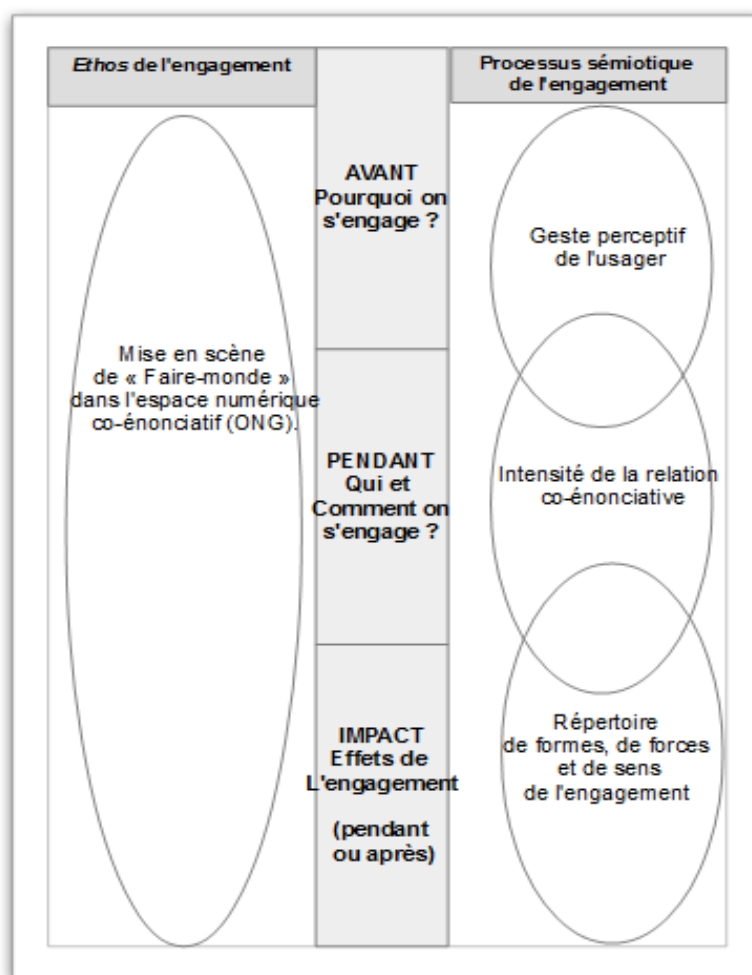 Ethos de l'engagement
Mise en scène
de « Faire-monde »
dans l'espace numérique
co-énonciatif (ONG).
AVANT
Pourquoi on
s'engage ?
PENDANT
Qui et
Comment on
s'engage ?
IMPACT
Effets de
L'engagement
(pendant
ou après)
Processus sémiotique
de l'engagement
Geste perceptif
de l'usager
Intensité de la relation
co-énonciative
Répertoire
de formes, de forces
et de sens
de l'engagement